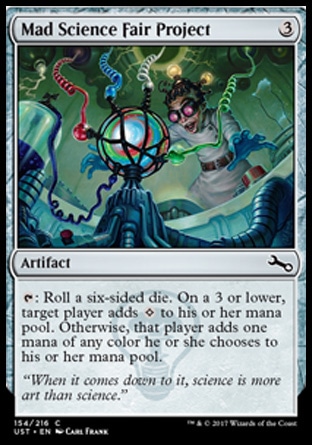 Mad Science Fair Project 3
Artifact
: Roll a six-sided die. On a 3 or lower,
target player adds to his or her mana
pool. Otherwise, that player adds one
mana of any color he or she chooses to
his or her mana pool.
"When it comes down to it, science is more
art than science."
154/216 C
UST • EN CARL FRANK
™ & © 2017 Wizards of the Coast